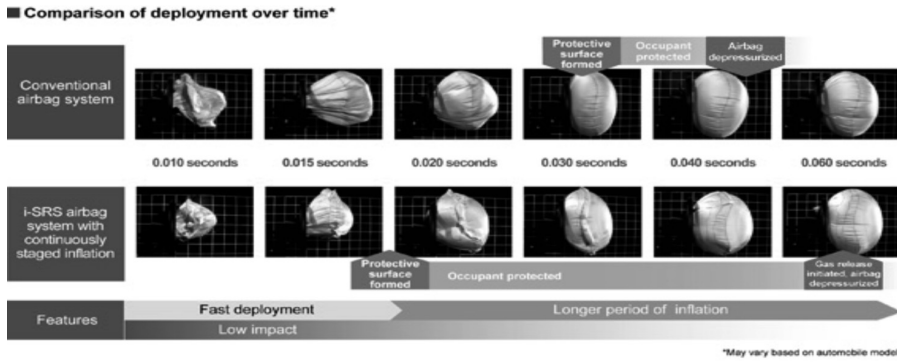 Comparison of deployment over time*
Protective
surface
formed
Occupant
protected
Airbag
depressurized
Conventional
airbag system
0.010 seconds
0.015 seconds
0.020 seconds
0.030 seconds
0.040 seconds
0.060 seconds
i-SRS airbag
system with
continuously
staged inflation
Protective
surface
formed
Occupant protected
Gas release
initiated, airbag
depressurized
Features
Fast deployment
Longer period of inflation
Low impact
*May vary based on automobile model